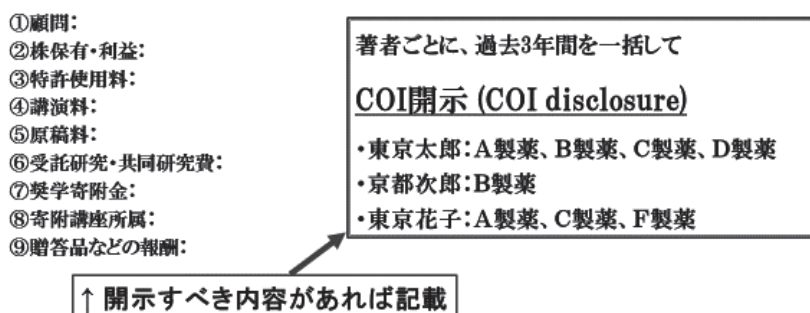 ①顧問：
②株保有・利益：
③特許使用料：
④講演料：
⑤原稿料：
⑥受託研究・共同研究費：
⑦奨学寄附金：
⑧寄附講座所属：
⑨贈答品などの報酬：
著者ごとに、過去3年間を一括して
COI開示 (COI disclosure)
・東京太郎：A製薬、B製薬、C製薬、D製薬
・京都次郎：B製薬
・東京花子：A製薬、C製薬、F製薬
↑ 開示すべき内容があれば記載